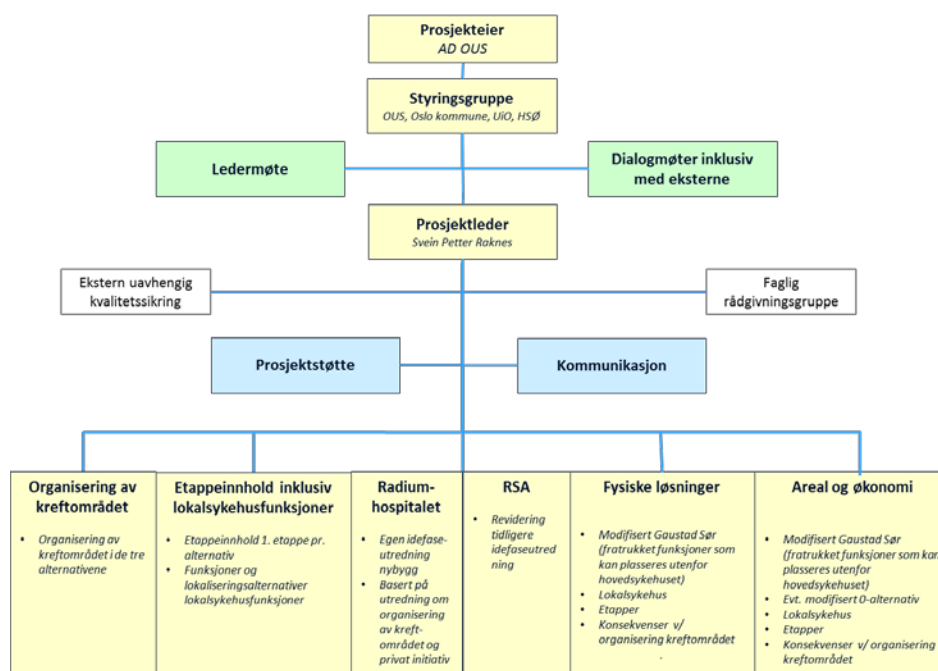 Prosjekteier
AD OUS
Styringsgruppe
OUS, Oslo kommune, UiO, HSØ
Ledermøte
Dialogmøter inklusiv
med eksterne
Prosjektleder
Svein Petter Raknes
Ekstern uavhengig
kvalitetssikring
Faglig
rådgivningsgruppe
Prosjektstøtte
Kommunikasjon
Organisering av
kreftområdet
• Organisering av
kreftområdet i de tre
alternativene
Etappeinnhold inklusiv
lokalsykehusfunksjoner
• Etappeinnhold 1. etappe pr.
alternativ
• Funksjoner og
lokaliseringsalternativer
lokalsykehusfunksjoner
Radium-
hospitalet
• Egen idefase-
utredning
nybygg
• Basert på
utredning om
organisering
av kreft-
området og
privat initiativ
RSA
• Revidering
tidligere
idefaseutred
ning
Fysiske løsninger
• Modifisert Gaustad Sør
(fratrukket funksjoner som
kan plasseres utenfor
hovedsykehuset)
• Lokalsykehus
• Etapper
• Konsekvenser v/
organisering kreftområdet
.
Areal og økonomi
• Modifisert Gaustad Sør
(fratrukket funksjoner som kan
plasseres utenfor
hovedsykehuset)
• Evt. modifisert 0-alternativ
• Lokalsykehus
• Etapper
• Konsekvenser v/ organisering
kreftområdet